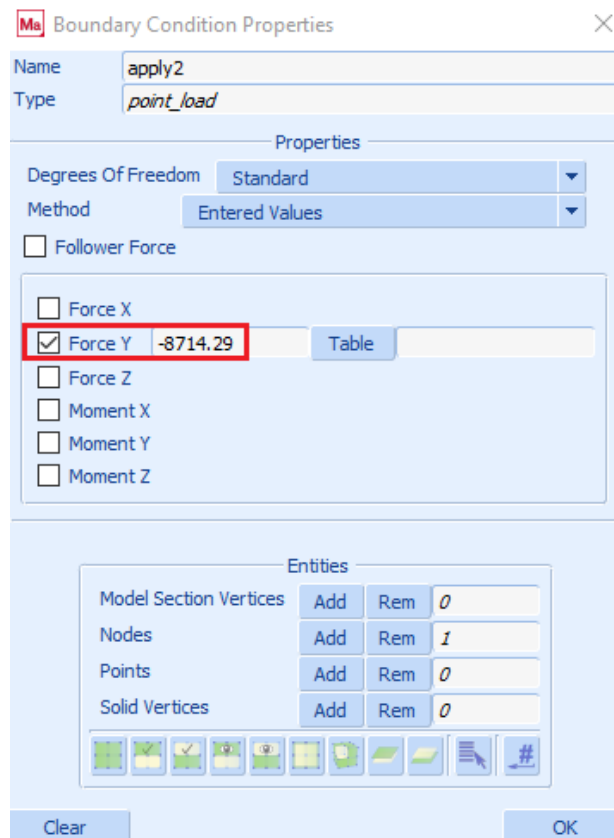 Ma Boundary Condition Properties
Name apply2
Type point_load
Properties
Degrees Of Freedom Standard
Method Entered Values
Follower Force
Force X
Force Y -8714.29 Table
Force Z
Moment X
Moment Y
Moment Z
Entities
Model Section Vertices Add Rem 0
Nodes Add Rem 1
Points Add Rem 0
Solid Vertices Add Rem 0
#
Clear OK